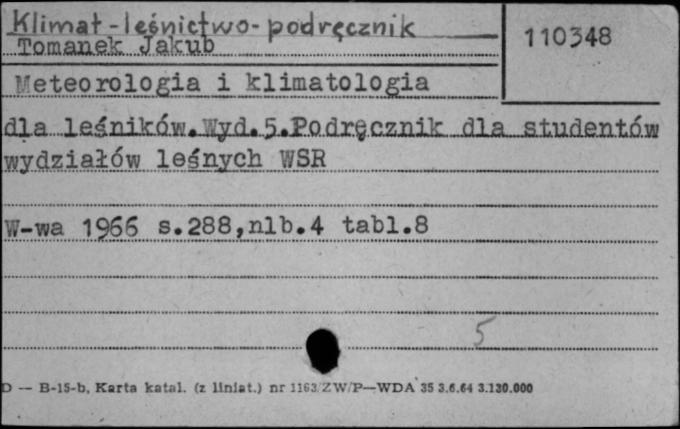 Klimat-leśnictwo-podręcznik
110348
Tomanek Jakub
Meteorologia i klimatologia
dla leśników.Wyd.5.Podręcznik dla studentów
wydziałów leśnych WSR
W-wa 1966 s.288,nlb.4 tabl.8
5
D — B-15-b, Karta katal. (z liniat.) nr 1163/ZW/P—WDA 35 3.6.64 3.130.000